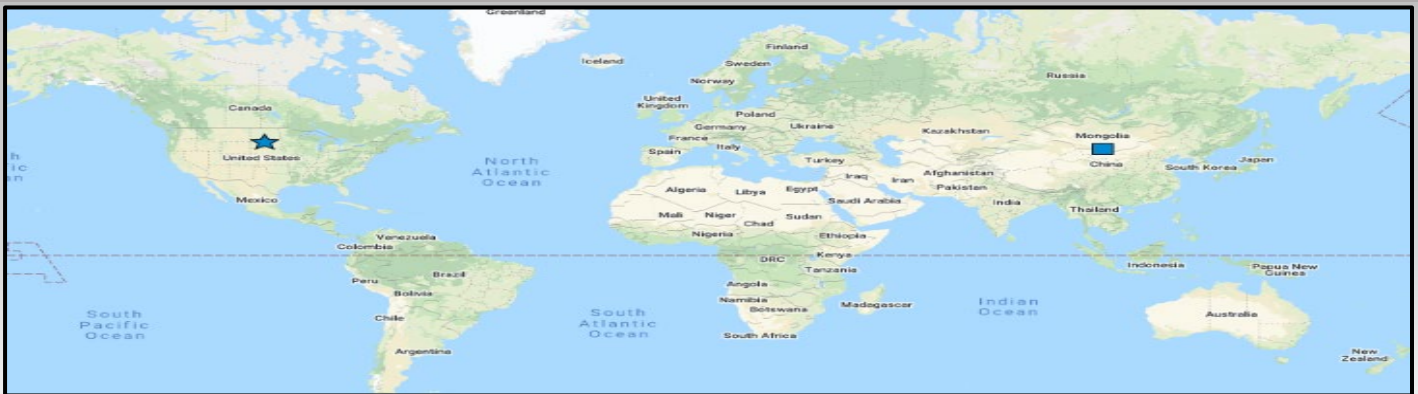 Greenland
Iceland
Finland
Sweden
Norway
Russia
Canada
United
Kingdom
Poland
Germany
Ukraine
Kazakhstan
Mongolia
France
Italy
Spain
Turkey
United States
China
Japan
South Korea
Afghanistan
Iraq
Iran
Pakistan
North
Atlantic
Ocean
Algeria
Libya
Egypt
Saudi Arabia
India
Mexico
Mali
Niger
Chad
Sudan
Thailand
Venezuela
Nigeria
Ethiopia
Colombia
Kenya
DRC
Tanzania
Indonesia
Papua New
Guinea
Peru
Brazil
Bolivia
Angola
Namibia
Botswana
Madagascar
Indian
Ocean
South
Pacific
Ocean
Chile
South
Atlantic
Ocean
Australia
South Africa
Argentina
New
Zealand